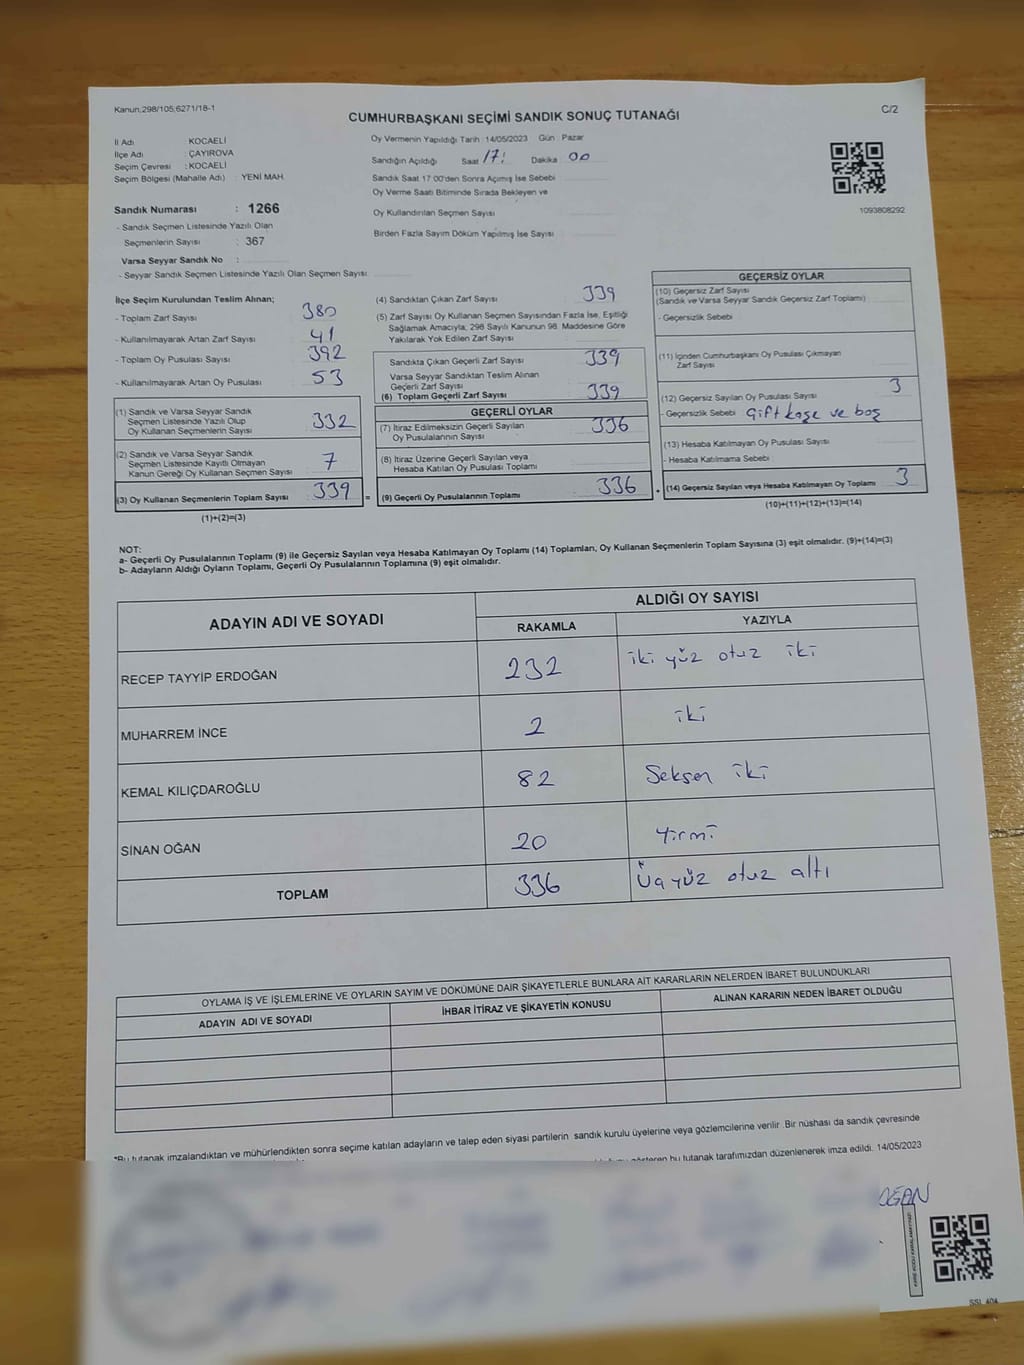 Kanun,298/105,6271/18-1
C/2
CUMHURBAŞKANI SEÇİMİ SANDIK SONUÇ TUTANAĞI
İl Adı KOCAELİ
İlçe Adı : ÇAYIROVA
Seçim Çevresi : KOCAELİ
Seçim Bölgesi (Mahalle Adı) : YENİ MAH.
Sandık Numarası : 1266
- Sandık Seçmen Listesinde Yazılı Olan
Seçmenlerin Sayısı : 367
Varsa Seyyar Sandık No :
- Seyyar Sandık Seçmen Listesinde Yazılı Olan Seçmen Sayısı
Oy Vermenin Yapıldığı Tarih : 14/05/2023 Gün : Pazar
Sandığın Açıldığı Saat 17: Dakika 00
Sandık Saat 17:00'den Sonra Açılmış İse Sebebi
Oy Verme Saati Bitiminde Sırada Bekleyen ve
Oy Kullandırılan Seçmen Sayısı
Birden Fazla Sayım Döküm Yapılmış İse Sayısı
1093808292
İlçe Seçim Kurulundan Teslim Alınan;
- Toplam Zarf Sayısı 380
- Kullanılmayarak Artan Zarf Sayısı 41
- Toplam Oy Pusulası Sayısı 392
- Kullanılmayarak Artan Oy Pusulası 53
(1) Sandık ve Varsa Seyyar Sandık
Seçmen Listesinde Yazılı Olup
Oy Kullanan Seçmenlerin Sayısı 332
(2) Sandık ve Varsa Seyyar Sandık
Seçmen Listesinde Kayıtlı Olmayan
Kanun Gereği Oy Kullanan Seçmen Sayısı 7
(3) Oy Kullanan Seçmenlerin Toplam Sayısı 339 =
(1)+(2)=(3)
(4) Sandıktan Çıkan Zarf Sayısı 339
(5) Zarf Sayısı Oy Kullanan Seçmen Sayısından Fazla İse, Eşitliği
Sağlamak Amacıyla, 298 Sayılı Kanunun 98. Maddesine Göre
Yakılarak Yok Edilen Zarf Sayısı
Sandıkta Çıkan Geçerli Zarf Sayısı 339
Varsa Seyyar Sandıktan Teslim Alınan
Geçerli Zarf Sayısı
(6) Toplam Geçerli Zarf Sayısı 339
GEÇERLİ OYLAR
(7) İtiraz Edilmeksizin Geçerli Sayılan
Oy Pusulalarının Sayısı 336
(8) İtiraz Üzerine Geçerli Sayılan veya
Hesaba Katılan Oy Pusulası Toplamı
(9) Geçerli Oy Pusulalarının Toplamı 336 +
GEÇERSİZ OYLAR
(10) Geçersiz Zarf Sayısı
(Sandık ve Varsa Seyyar Sandık Geçersiz Zarf Toplamı)
- Geçersizlik Sebebi
(11) İçinden Cumhurbaşkanı Oy Pusulası Çıkmayan
Zarf Sayısı
(12) Geçersiz Sayılan Oy Pusulası Sayısı 3
- Geçersizlik Sebebi Çift kaşe ve boş
(13) Hesaba Katılmayan Oy Pusulası Sayısı
- Hesaba Katılmama Sebebi
(14) Geçersiz Sayılan veya Hesaba Katılmayan Oy Toplamı 3
(10)+(11)+(12)+(13)=(14)
NOT:
a- Geçerli Oy Pusulalarının Toplamı (9) ile Geçersiz Sayılan veya Hesaba Katılmayan Oy Toplamı (14) Toplamları, Oy Kullanan Seçmenlerin Toplam Sayısına (3) eşit olmalıdır. (9)+(14)=(3)
b- Adayların Aldığı Oyların Toplamı, Geçerli Oy Pusulalarının Toplamına (9) eşit olmalıdır.
ADAYIN ADI VE SOYADI
ALDIĞI OY SAYISI
RAKAMLA YAZIYLA
RECEP TAYYİP ERDOĞAN 232 iki yüz otuz iki
MUHARREM İNCE 2 iki
KEMAL KILIÇDAROĞLU 82 Seksen iki
SİNAN OĞAN 20 Yirmi
TOPLAM 336 Üçyüz otuz altı
OYLAMA İŞ VE İŞLEMLERİNE VE OYLARIN SAYIM VE DÖKÜMÜNE DAİR ŞİKAYETLERLE BUNLARA AİT KARARLARIN NELERDEN İBARET BULUNDUKLARI
ADAYIN ADI VE SOYADI İHBAR İTİRAZ VE ŞİKAYETİN KONUSU ALINAN KARARIN NEDEN İBARET OLDUĞU
*Bu tutanak imzalandıktan ve mühürlendikten sonra seçime katılan adayların ve talep eden siyasi partilerin sandık kurulu üyelerine veya gözlemcilerine verilir. Bir nüshası da sandık çevresinde
gösteren bu tutanak tarafımızdan düzenlenerek imza edildi. 14/05/2023
KARE KODU KARALAMAYINIZ
SSI 404